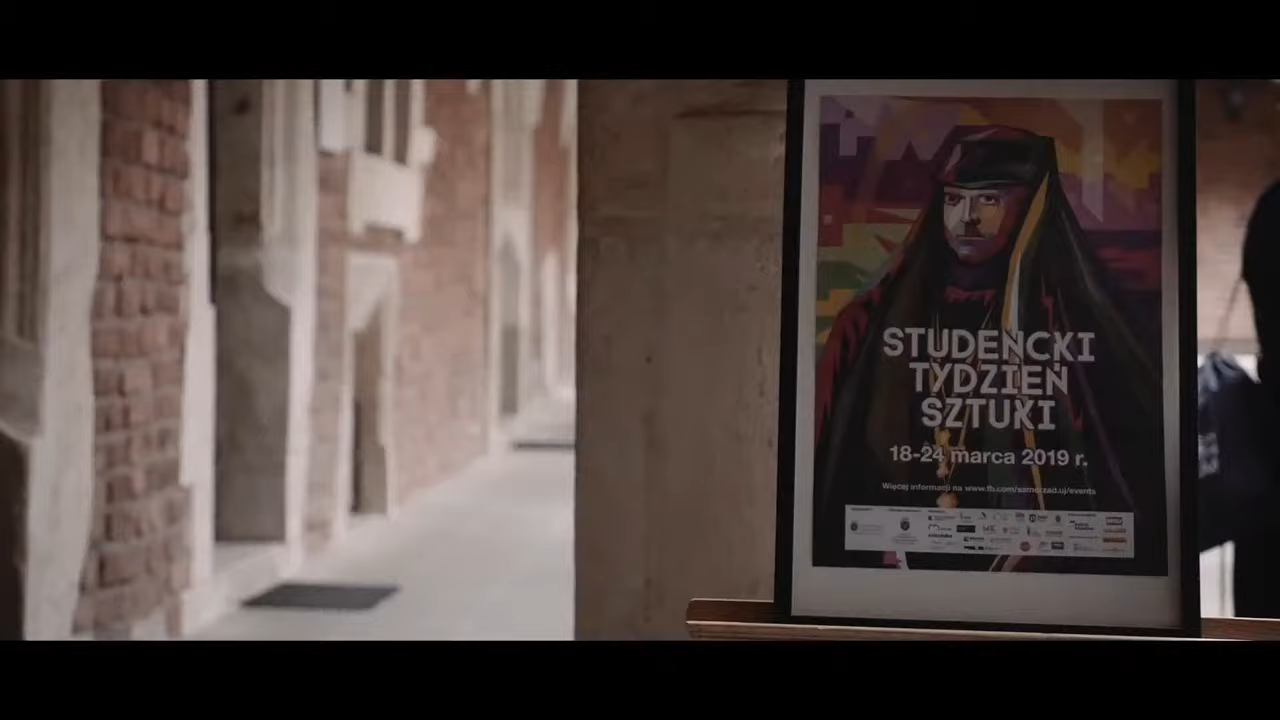 STUDENCKI
TYDZIEŃ
SZTUKI
18-24 marca 2019 r.
Więcej informacji na www.fb.com/samorzad.uj/events